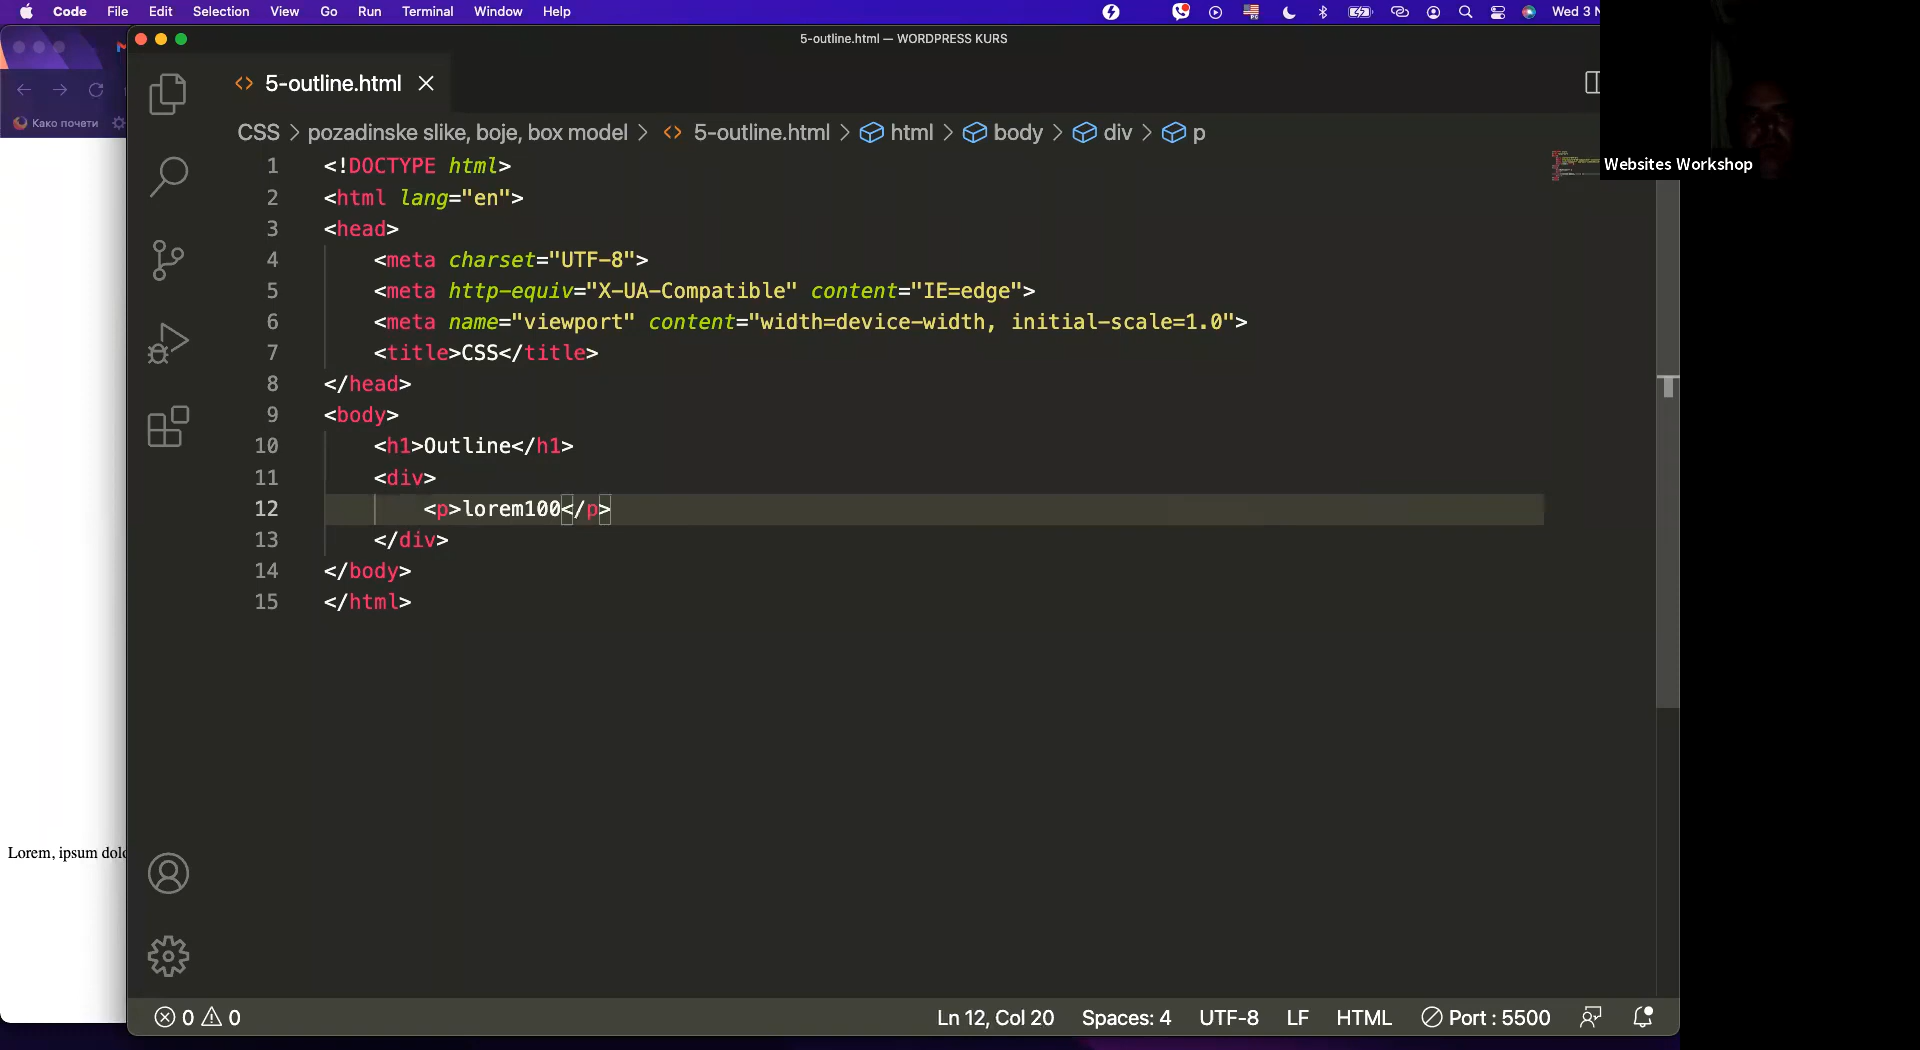 Code File Edit Selection View Go Run Terminal Window Help Wed 3 N
5-outline.html — WORDPRESS KURS
5-outline.html
Како почети
CSS > pozadinske slike, boje, box model > <> 5-outline.html > html > body > div > p
Websites Workshop
1 <!DOCTYPE html>
2 <html lang="en">
3 <head>
4 <meta charset="UTF-8">
5 <meta http-equiv="X-UA-Compatible" content="IE=edge">
6 <meta name="viewport" content="width=device-width, initial-scale=1.0">
7 <title>CSS</title>
8 </head>
9 <body>
10 <h1>Outline</h1>
11 <div>
12 <p>lorem100</p>
13 </div>
14 </body>
15 </html>
Lorem, ipsum dolo
0 0 Ln 12, Col 20 Spaces: 4 UTF-8 LF HTML Port : 5500